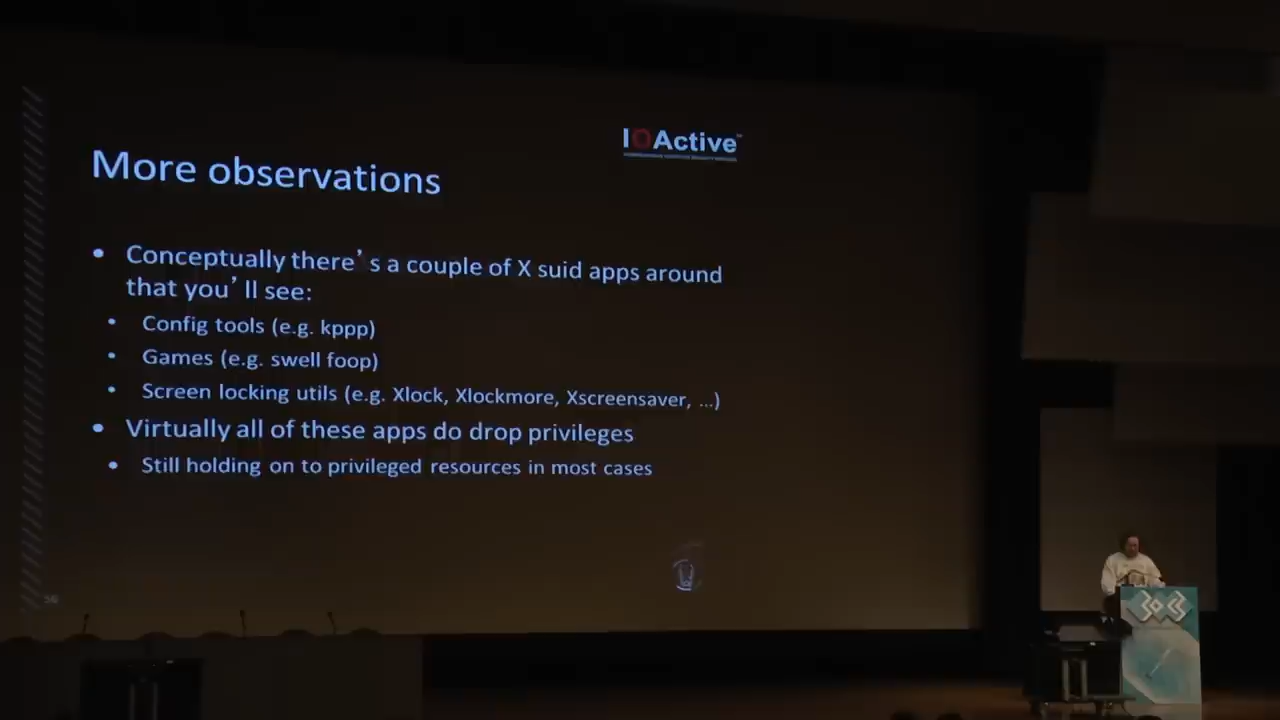 IOActive
More observations
• Conceptually there's a couple of X suid apps around
that you'll see:
• Config tools (e.g. kppp)
• Games (e.g. swell foop)
• Screen locking utils (e.g. Xlock, Xlockmore, Xscreensaver, ...)
• Virtually all of these apps do drop privileges
• Still holding on to privileged resources in most cases
30C3